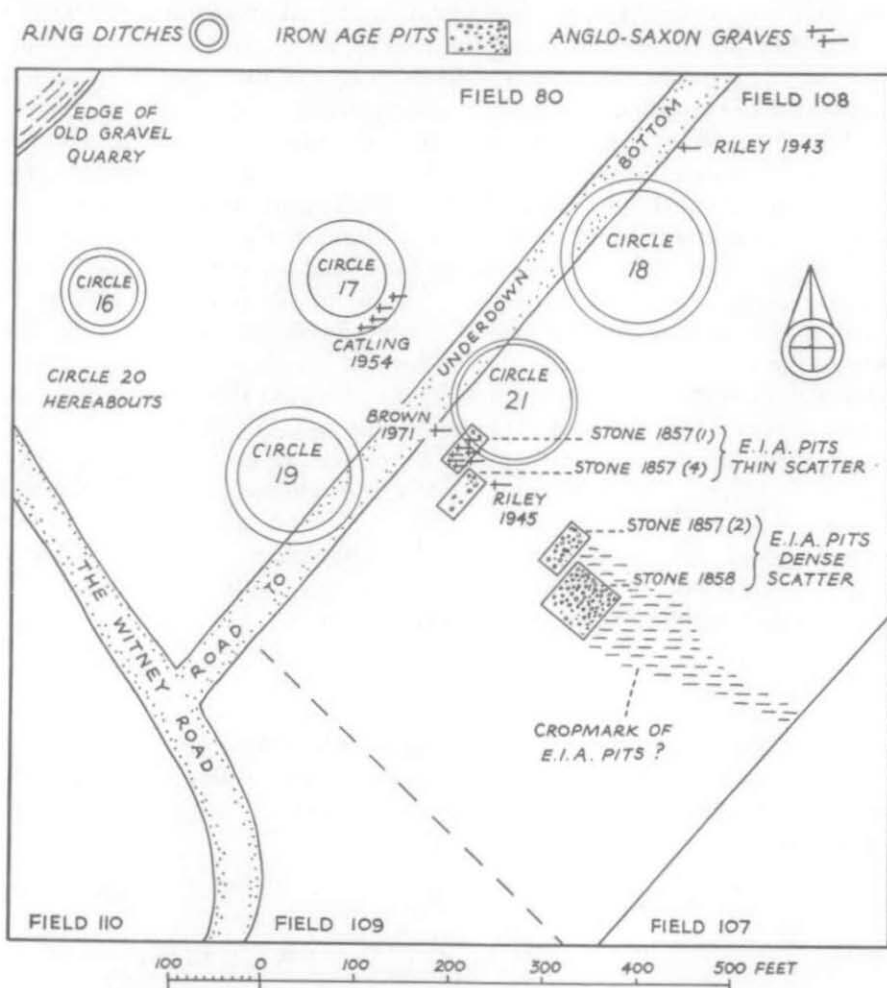 RING DITCHES
IRON AGE PITS
ANGLO-SAXON GRAVES
EDGE OF
OLD GRAVEL
QUARRY
FIELD 80
FIELD 108
RILEY 1943
UNDERDOWN BOTTOM
CIRCLE
16
CIRCLE
17
CIRCLE
18
CATLING
1954
CIRCLE 20
HEREABOUTS
CIRCLE
21
BROWN
1971
CIRCLE
19
STONE 1857(1)
STONE 1857(4)
E.I.A. PITS
THIN SCATTER
RILEY
1945
STONE 1857(2)
STONE 1858
E.I.A. PITS
DENSE
SCATTER
THE WITNEY ROAD
ROAD TO
CROPMARK OF
E.I.A. PITS ?
FIELD 110
FIELD 109
FIELD 107
100 0 100 200 300 400 500 FEET